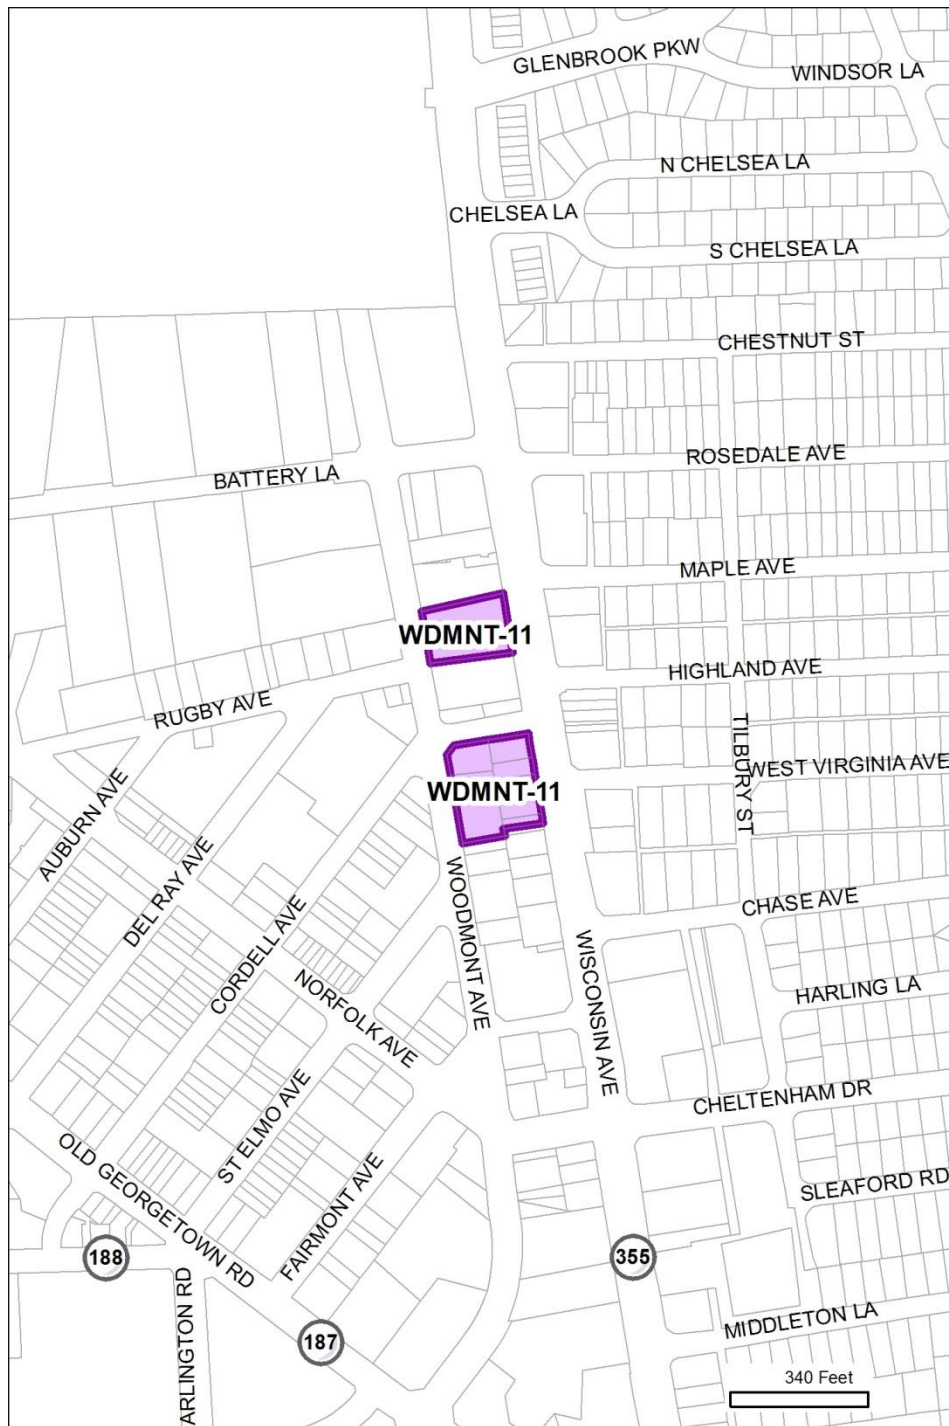 GLENBROOK PKW
WINDSOR LA
N CHELSEA LA
CHELSEA LA
S CHELSEA LA
CHESTNUT ST
ROSEDALE AVE
BATTERY LA
MAPLE AVE
WDMNT-11
HIGHLAND AVE
RUGBY AVE
TILBURY ST
WEST VIRGINIA AVE
WDMNT-11
AUBURN AVE
DEL RAY AVE
CORDELL AVE
WOODMONT AVE
CHASE AVE
WISCONSIN AVE
NORFOLK AVE
HARLING LA
CHELTENHAM DR
ST ELMO AVE
OLD GEORGETOWN RD
FAIRMONT AVE
SLEAFORD RD
188
355
ARLINGTON RD
187
MIDDLETON LA
340 Feet